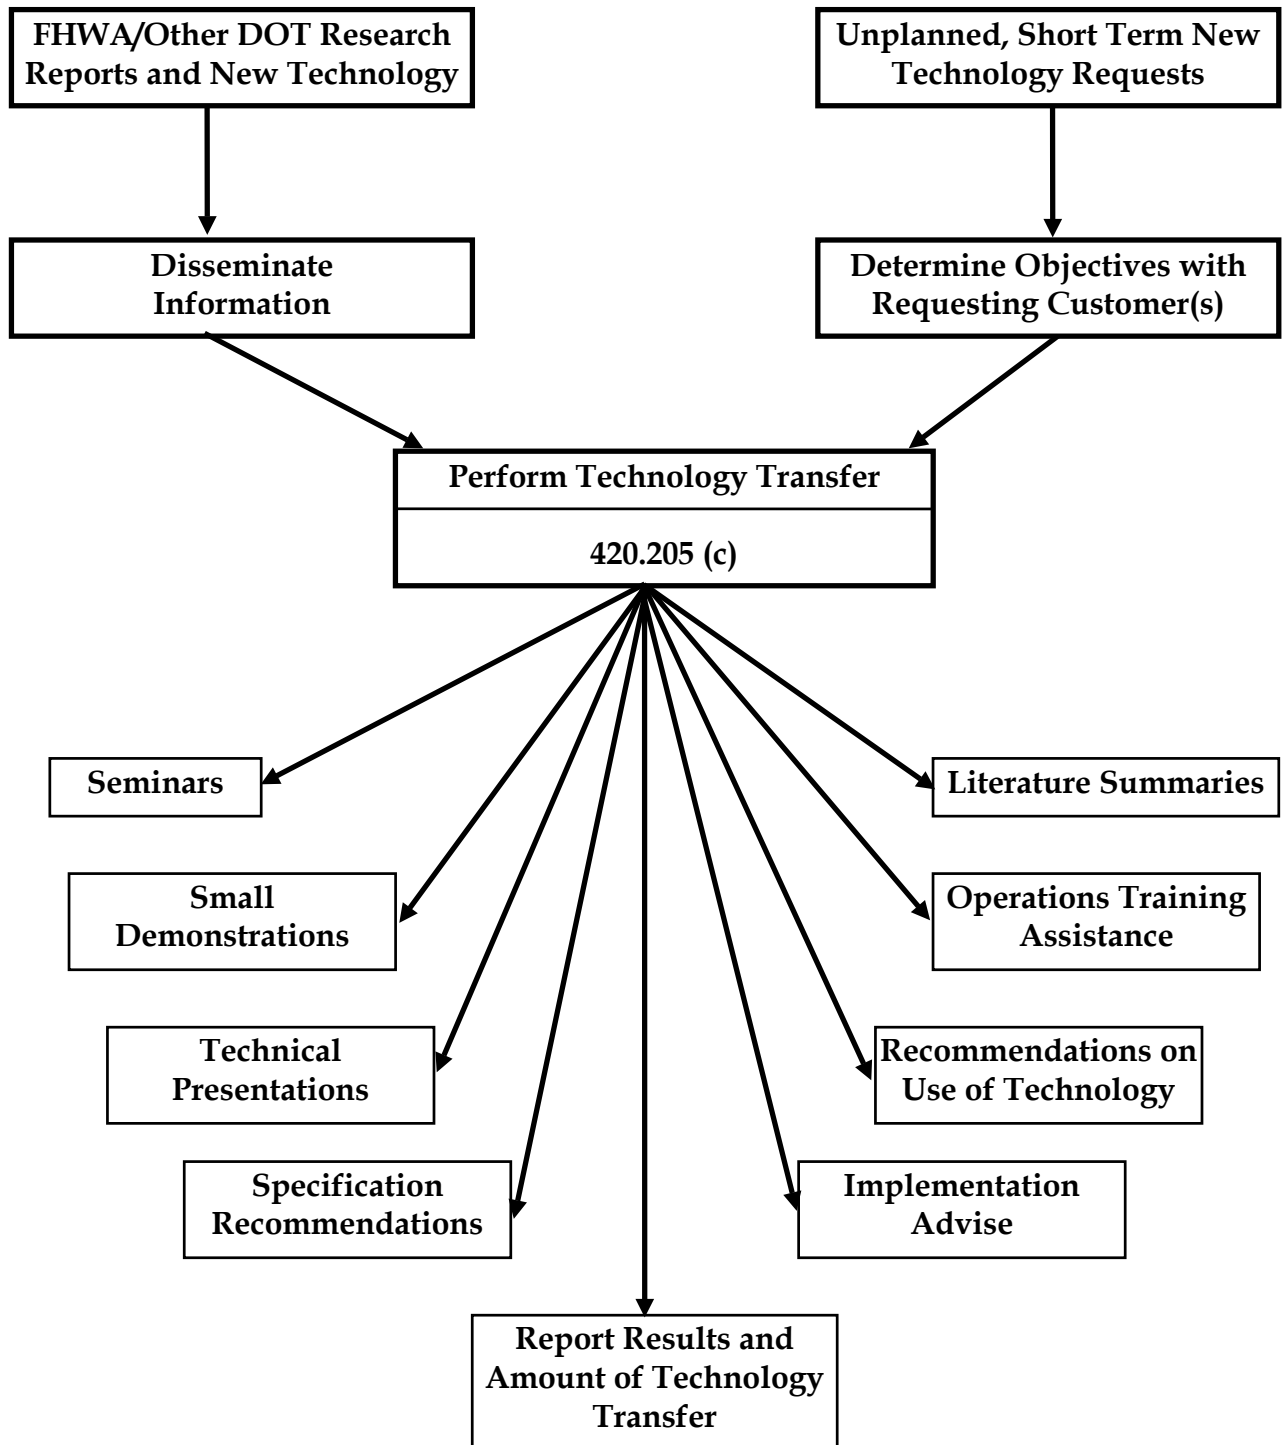 FHWA/Other DOT Research
Reports and New Technology
Unplanned, Short Term New
Technology Requests
Disseminate
Information
Determine Objectives with
Requesting Customer(s)
Perform Technology Transfer
420.205 (c)
Seminars
Literature Summaries
Small
Demonstrations
Operations Training
Assistance
Technical
Presentations
Recommendations on
Use of Technology
Specification
Recommendations
Implementation
Advise
Report Results and
Amount of Technology
Transfer